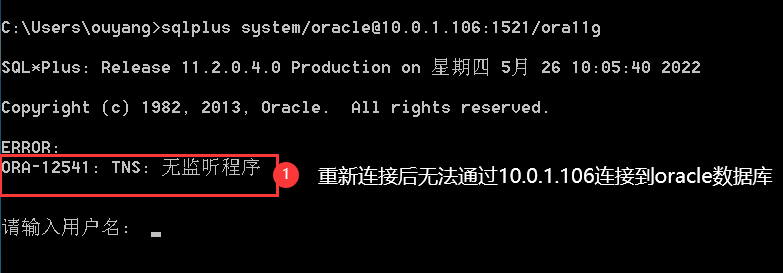 C:\Users\ouyang>sqlplus system/oracle@10.0.1.106:1521/ora11g
SQL*Plus: Release 11.2.0.4.0 Production on 星期四 5月 26 10:05:40 2022
Copyright (c) 1982, 2013, Oracle.  All rights reserved.
ERROR:
ORA-12541: TNS: 无监听程序
1 重新连接后无法通过10.0.1.106连接到oracle数据库
请输入用户名: _